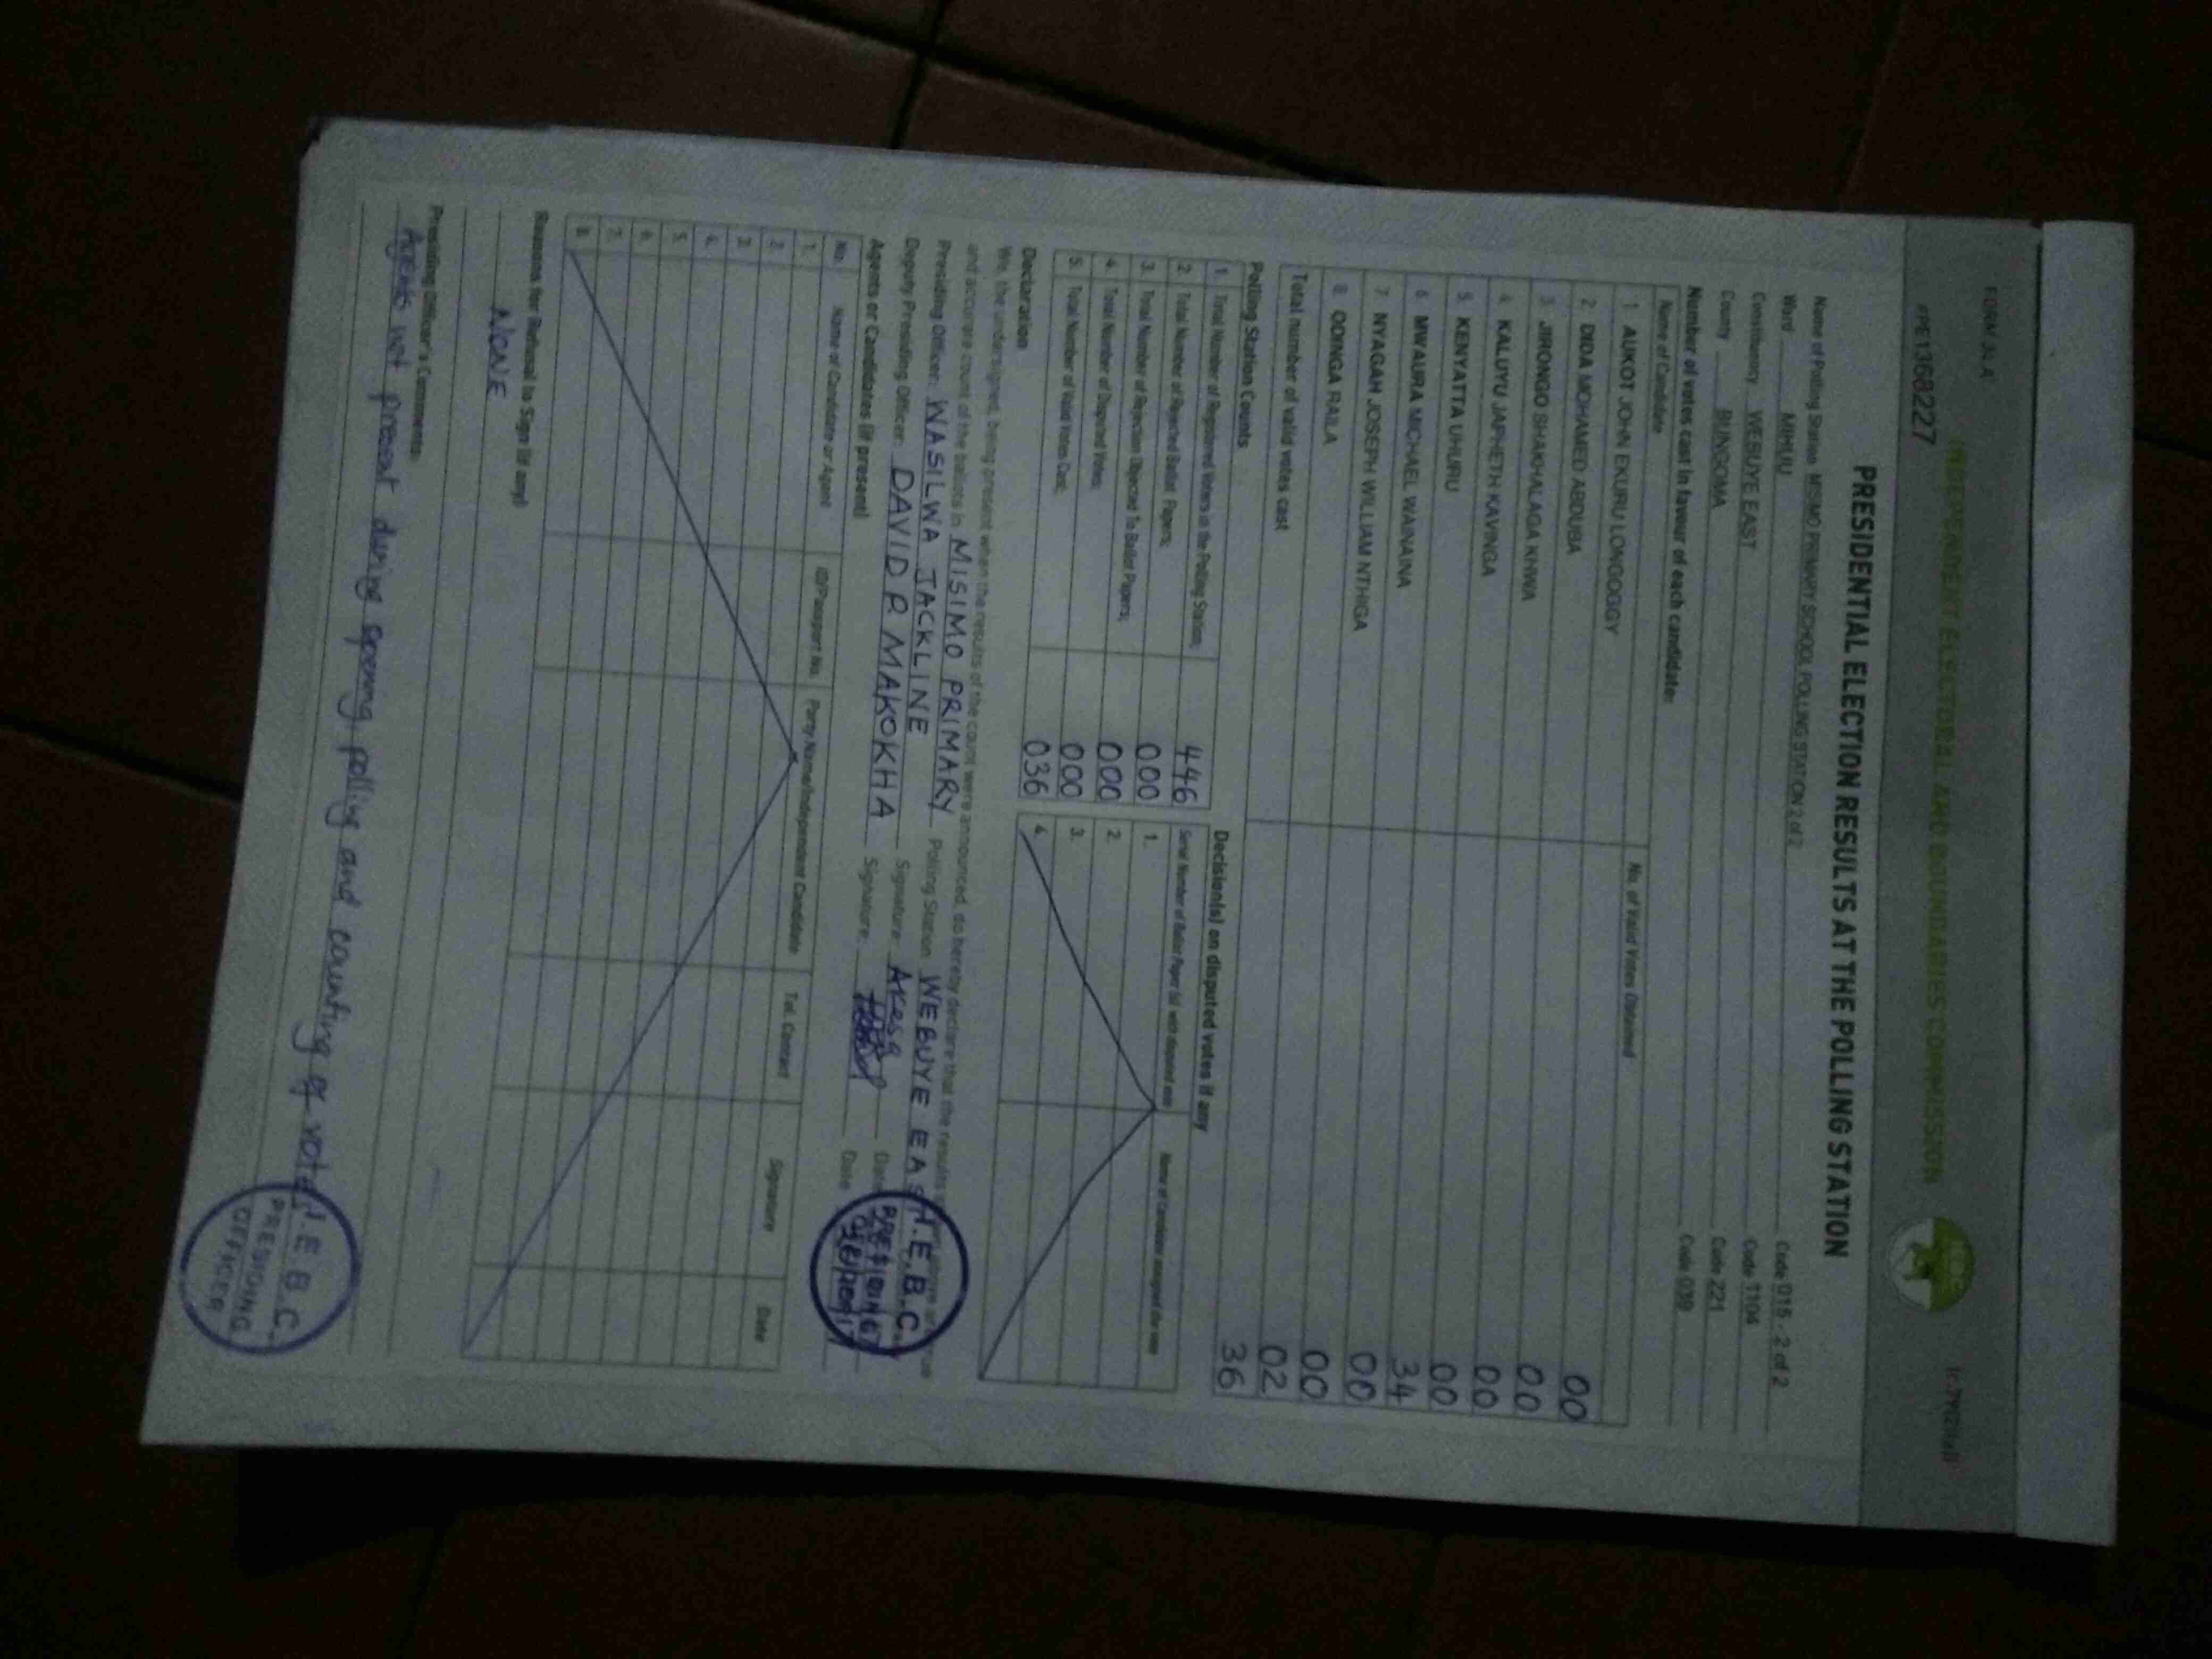 FORM 34A
INDEPENDENT ELECTORAL AND BOUNDARIES COMMISSION
PRESIDENTIAL ELECTION RESULTS AT THE POLLING STATION
Name of Polling Station MISIMO PRIMARY SCHOOL POLLING STATION 2 of 2 Code 015 - 2 of 2
Ward MIHUU Code 1104
Constituency WEBUYE EAST Code 221
County BUNGOMA Code 039
Number of votes cast in favour of each candidate:
Name of Candidate No. of Valid Votes Obtained
1 AUKOT JOHN EKURU LONGOGGY 00
2 DIDA MOHAMED ABDUBA 00
3 JIRONGO SHAKHALAGA KHWA 00
4 KALUYU JAPHETH KAVINGA 00
5 KENYATTA UHURU 34
6 MWAURA MICHAEL WAINAINA 00
7 NYAGAH JOSEPH WILLIAM NTHIGA 00
8 ODINGA RAILA 02
Total number of valid votes cast 36
Polling Station Counts
1. Total Number of Registered Voters in the Polling Station; 446
2. Total Number of Rejected Ballot Papers; 000
3. Total Number of Rejection Objected To Ballot Papers; 000
4. Total Number of Disputed Votes; 000
5. Total Number of Valid Votes Cast; 036
Decision(s) on disputed votes if any
Serial Number of Ballot Paper (s) with disputed vote Name of Candidate assigned the vote
1.
2.
3.
4.
Declaration
We, the undersigned, being present when the results of the count were announced, do hereby declare that the results
and accurate count of the ballots in MISIMO PRIMARY Polling Station WEBUYE EAST
Presiding Officer: WASILWA JACKLINE Signature: Date
Deputy Presiding Officer: DAVID P. MAKOKHA Signature: Date
I.E.B.C.
PRESIDING
Agents or Candidates (if present)
No. Name of Candidate or Agent ID/Passport No. Party Name/Independent Candidate Tel. Contact Signature Date
1.
2.
3.
4.
5.
6.
7.
8.
Reasons for Refusal to Sign (if any)
NONE
Presiding Officer's Comments:
Agents not present during opening, polling and counting of votes
I.E.B.C.
PRESIDING
OFFICER